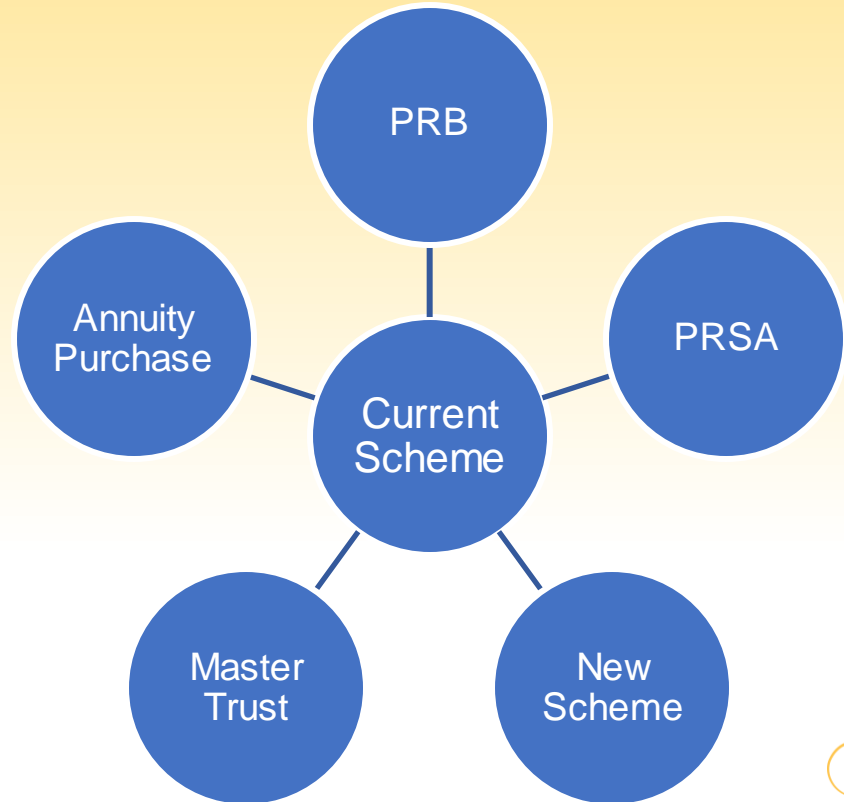 PRB
Annuity
Purchase
PRSA
Current
Scheme
Master
Trust
New
Scheme